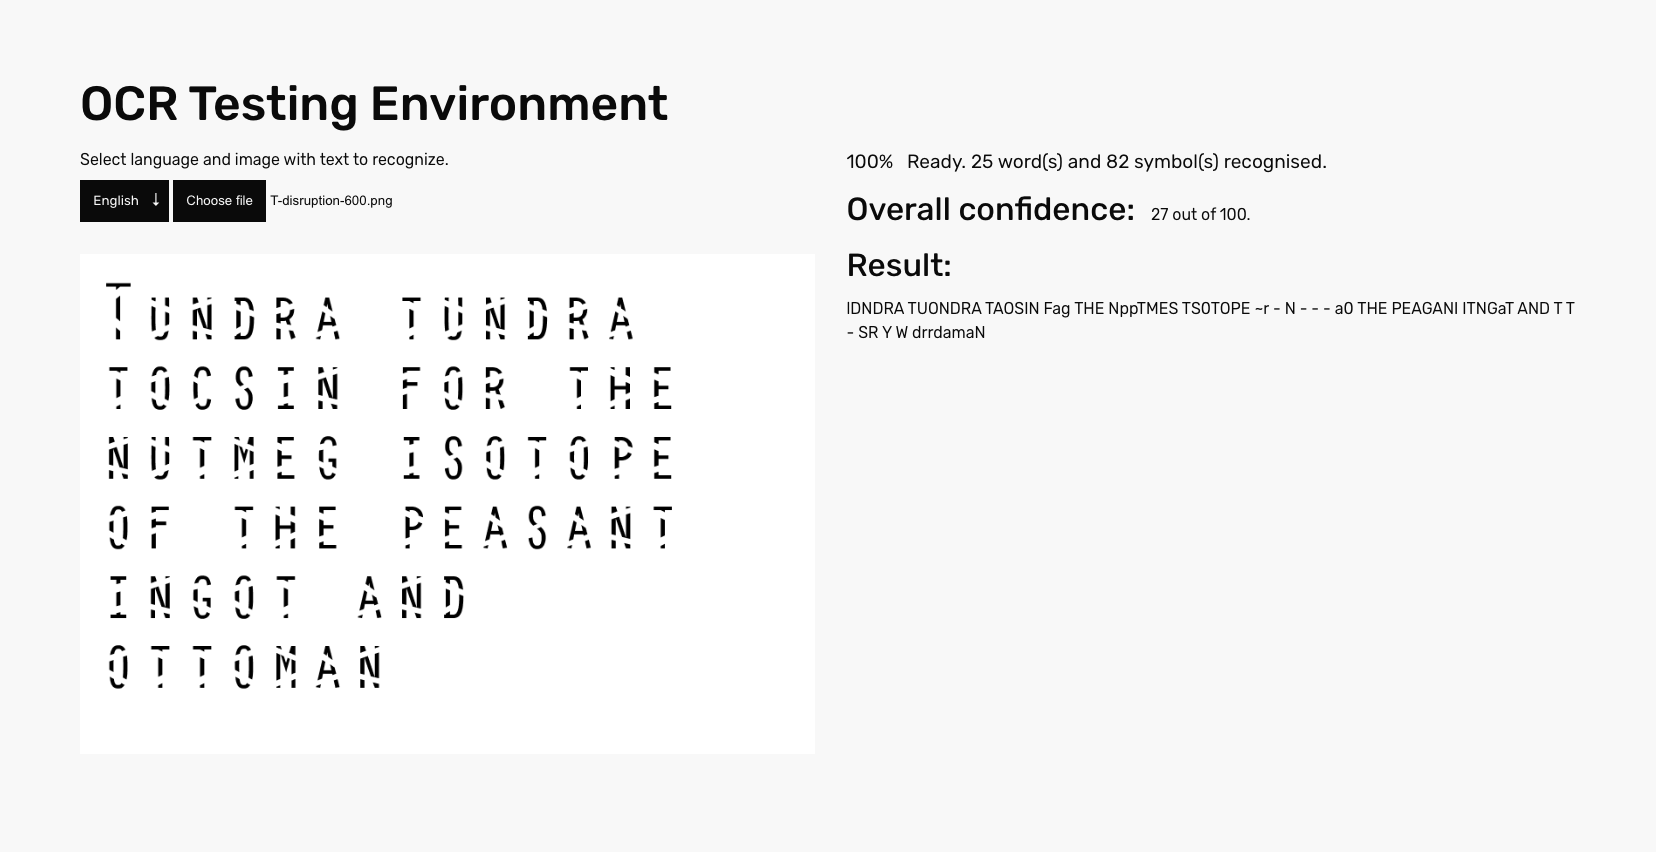 OCR Testing Environment
Select language and image with text to recognize.
English ↓ Choose file T-disruption-600.png
TUNDRA TUNDRA
TOCSIN FOR THE
NUTMEG ISOTOPE
OF THE PEASANT
INGOT AND
OTTOMAN
100% Ready. 25 word(s) and 82 symbol(s) recognised.
Overall confidence: 27 out of 100.
Result:
IDNDRA TUONDRA TAOSIN Fag THE NppTMES TS0TOPE ~r - N - - - a0 THE PEAGANI ITNGaT AND T T
- SR Y W drrdamaN